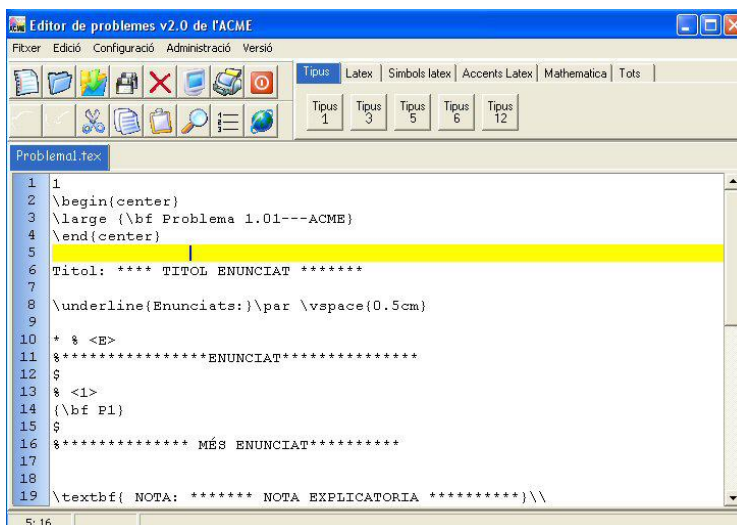 Editor de problemes v2.0 de l'ACME
Fitxer Edició Configuració Administració Versió
Tipus Latex Simbols latex Accents Latex Mathematica Tots
Tipus 1 Tipus 3 Tipus 5 Tipus 6 Tipus 12
Problema1.tex
1 1
2 \begin{center}
3 \large {\bf Problema 1.01---ACME}
4 \end{center}
5
6 Titol: **** TITOL ENUNCIAT *******
7
8 \underline{Enunciats:}\par \vspace{0.5cm}
9
10 * % <E>
11 %****************ENUNCIAT***************
12 $
13 % <1>
14 {\bf P1}
15 $
16 %************** MÉS ENUNCIAT**********
17
18
19 \textbf{ NOTA: ******* NOTA EXPLICATORIA **********}\\
5: 16